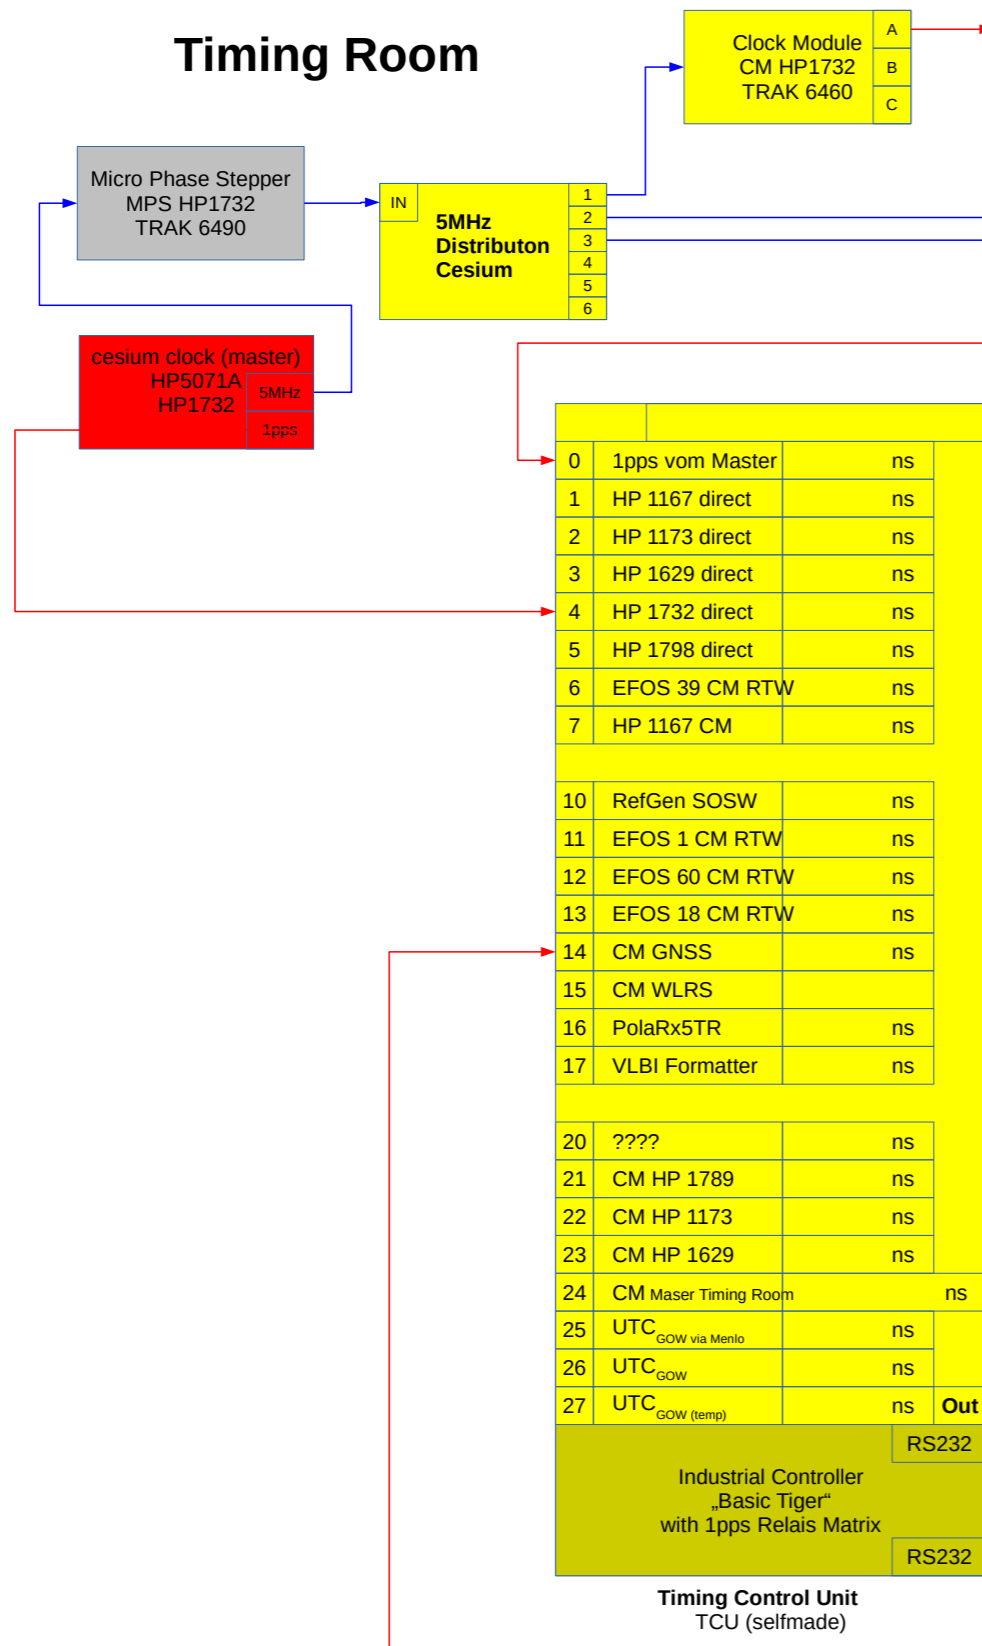 Timing Room
Clock Module
CM HP1732
TRAK 6460
A
B
C
Micro Phase Stepper
MPS HP1732
TRAK 6490
IN
5MHz
Distributon
Cesium
1
2
3
4
5
6
cesium clock (master)
HP5071A
HP1732
5MHz
1pps
0 1pps vom Master ns
1 HP 1167 direct ns
2 HP 1173 direct ns
3 HP 1629 direct ns
4 HP 1732 direct ns
5 HP 1798 direct ns
6 EFOS 39 CM RTW ns
7 HP 1167 CM ns
10 RefGen SOSW ns
11 EFOS 1 CM RTW ns
12 EFOS 60 CM RTW ns
13 EFOS 18 CM RTW ns
14 CM GNSS ns
15 CM WLRS
16 PolaRx5TR ns
17 VLBI Formatter ns
20 ???? ns
21 CM HP 1789 ns
22 CM HP 1173 ns
23 CM HP 1629 ns
24 CM Maser Timing Room ns
25 UTC GOW via Menlo ns
26 UTC GOW ns
27 UTC GOW (temp) ns Out
RS232
Industrial Controller
„Basic Tiger“
with 1pps Relais Matrix
RS232
Timing Control Unit
TCU (selfmade)